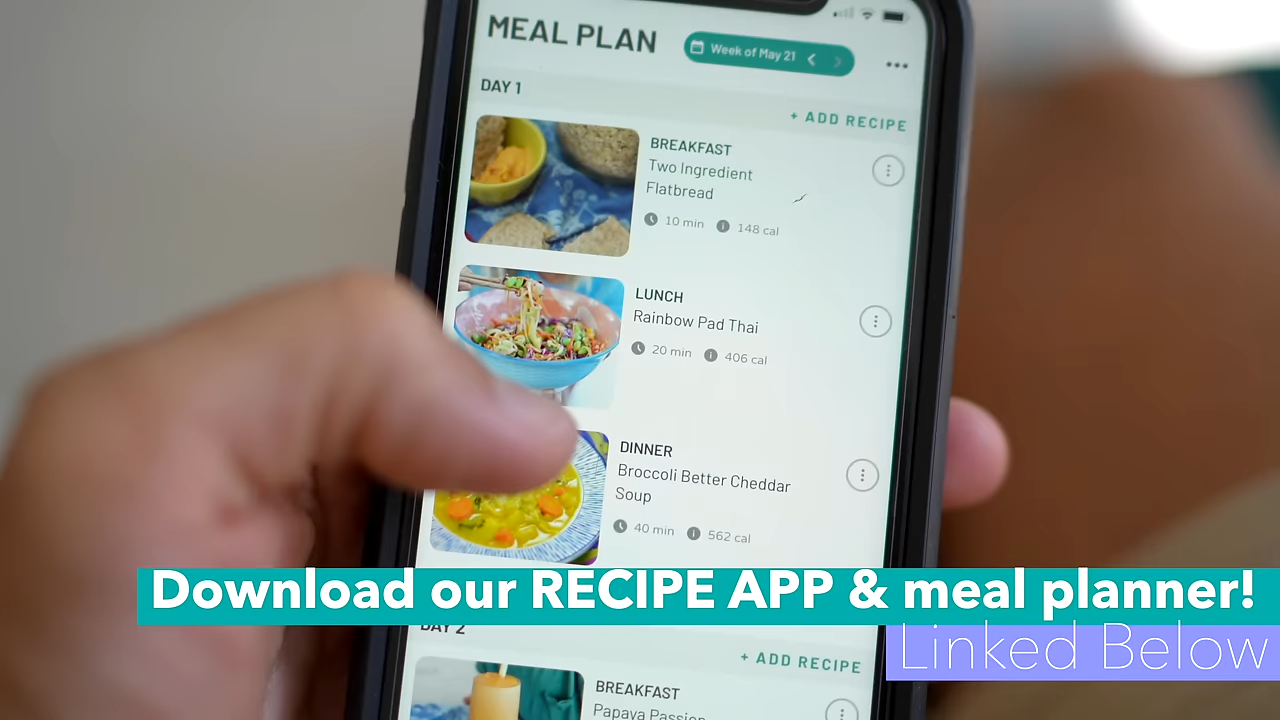 MEAL PLAN
Week of May 21
DAY 1
+ ADD RECIPE
BREAKFAST
Two Ingredient
Flatbread
10 min 148 cal
LUNCH
Rainbow Pad Thai
20 min 406 cal
DINNER
Broccoli Better Cheddar
Soup
40 min 562 cal
Download our RECIPE APP & meal planner!
Linked Below
DAY 2
+ ADD RECIPE
BREAKFAST
Papaya Passion